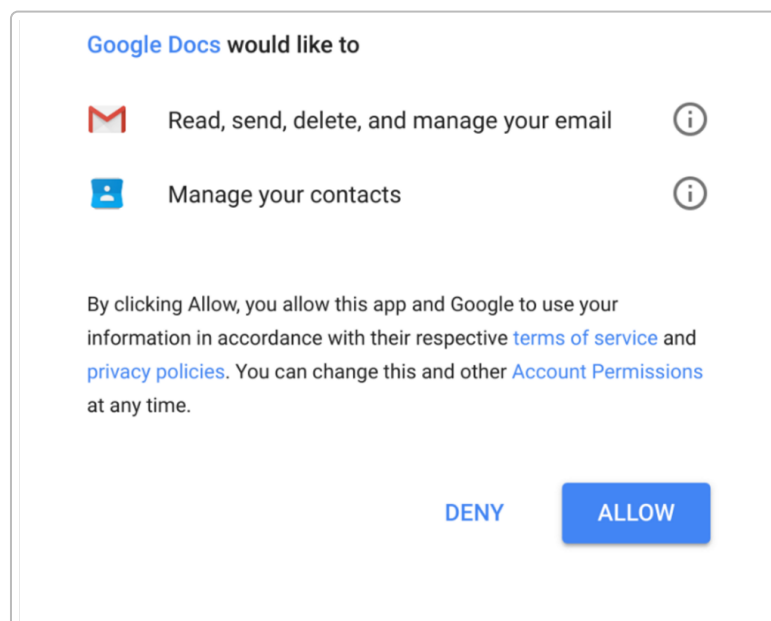 Google Docs would like to
Read, send, delete, and manage your email
Manage your contacts
By clicking Allow, you allow this app and Google to use your
information in accordance with their respective terms of service and
privacy policies. You can change this and other Account Permissions
at any time.
DENY ALLOW